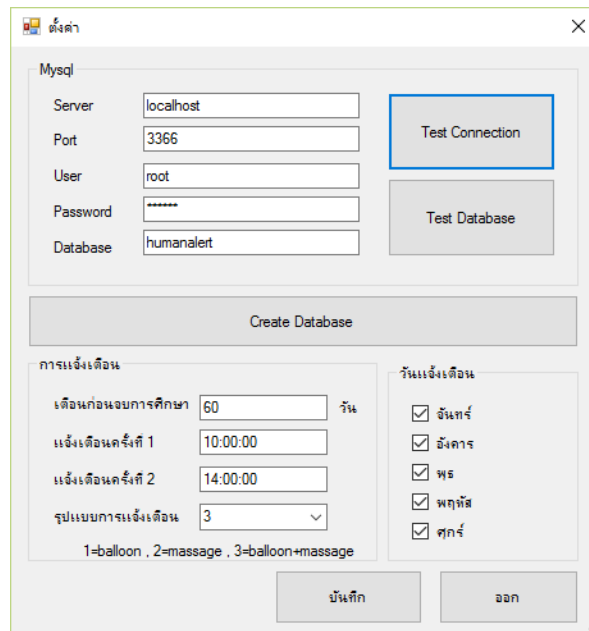 ตั้งค่า
Mysql
Server localhost
Port 3366
User root
Password ******
Database humanalert
Test Connection
Test Database
Create Database
การแจ้งเตือน
เตือนก่อนจบการศึกษา 60 วัน
แจ้งเตือนครั้งที่ 1 10:00:00
แจ้งเตือนครั้งที่ 2 14:00:00
รูปแบบการแจ้งเตือน 3
1=balloon , 2=massage , 3=balloon+massage
วันแจ้งเตือน
จันทร์
อังคาร
พุธ
พฤหัส
ศุกร์
บันทึก
ออก